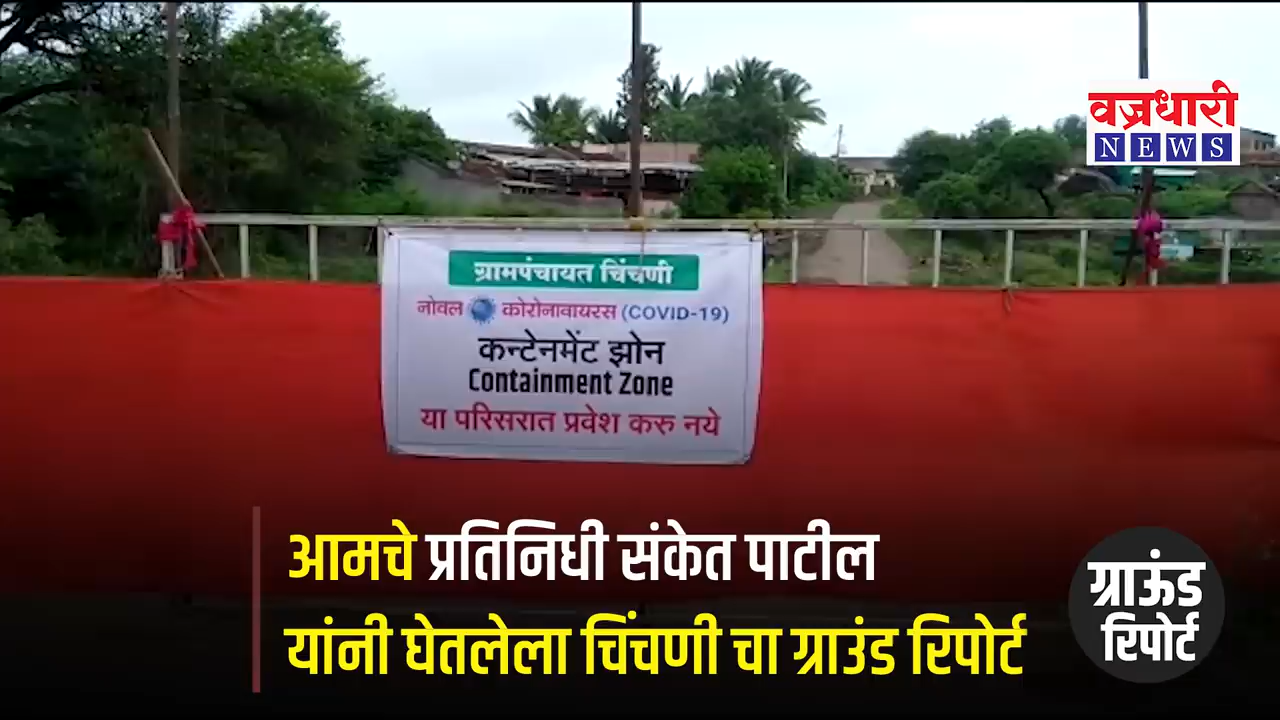 वज्रधारी
NEWS
ग्रामपंचायत चिंचणी
नोवल कोरोनावायरस (COVID-19)
कन्टेनमेंट झोन
Containment Zone
या परिसरात प्रवेश करु नये
आमचे प्रतिनिधी संकेत पाटील
यांनी घेतलेला चिंचणी चा ग्राउंड रिपोर्ट
ग्राऊंड
रिपोर्ट